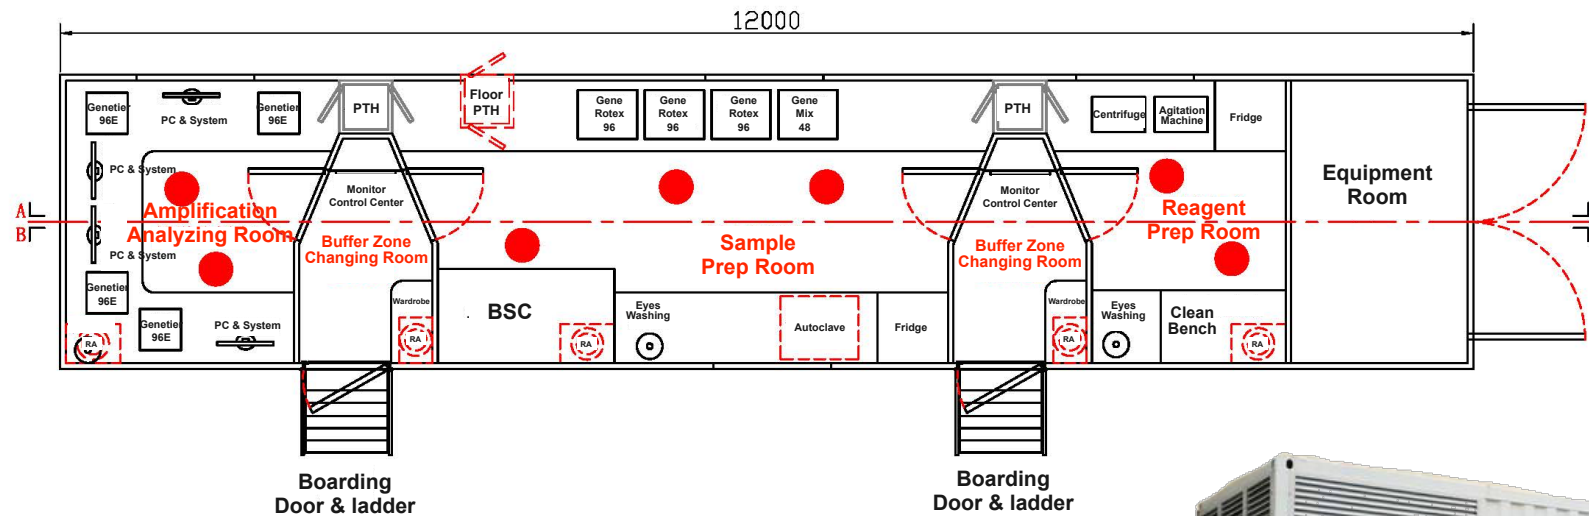 12000
Genetier
96E
PC & System
Genetier
96E
PTH
Floor
PTH
Gene
Rotex
96
Gene
Rotex
96
Gene
Rotex
96
Gene
Mix
48
PTH
Centrifuge
Agitation
Machine
Fridge
PC & System
Monitor
Control Center
Monitor
Control Center
Equipment
Room
A
B
Amplification
Analyzing Room
Buffer Zone
Changing Room
Sample
Prep Room
Buffer Zone
Changing Room
Reagent
Prep Room
PC & System
Genetier
96E
Genetier
96E
PC & System
RA
Wardrobe
RA
BSC
RA
Eyes
Washing
Autoclave
Fridge
Wardrobe
RA
Eyes
Washing
Clean
Bench
RA
Boarding
Door & ladder
Boarding
Door & ladder